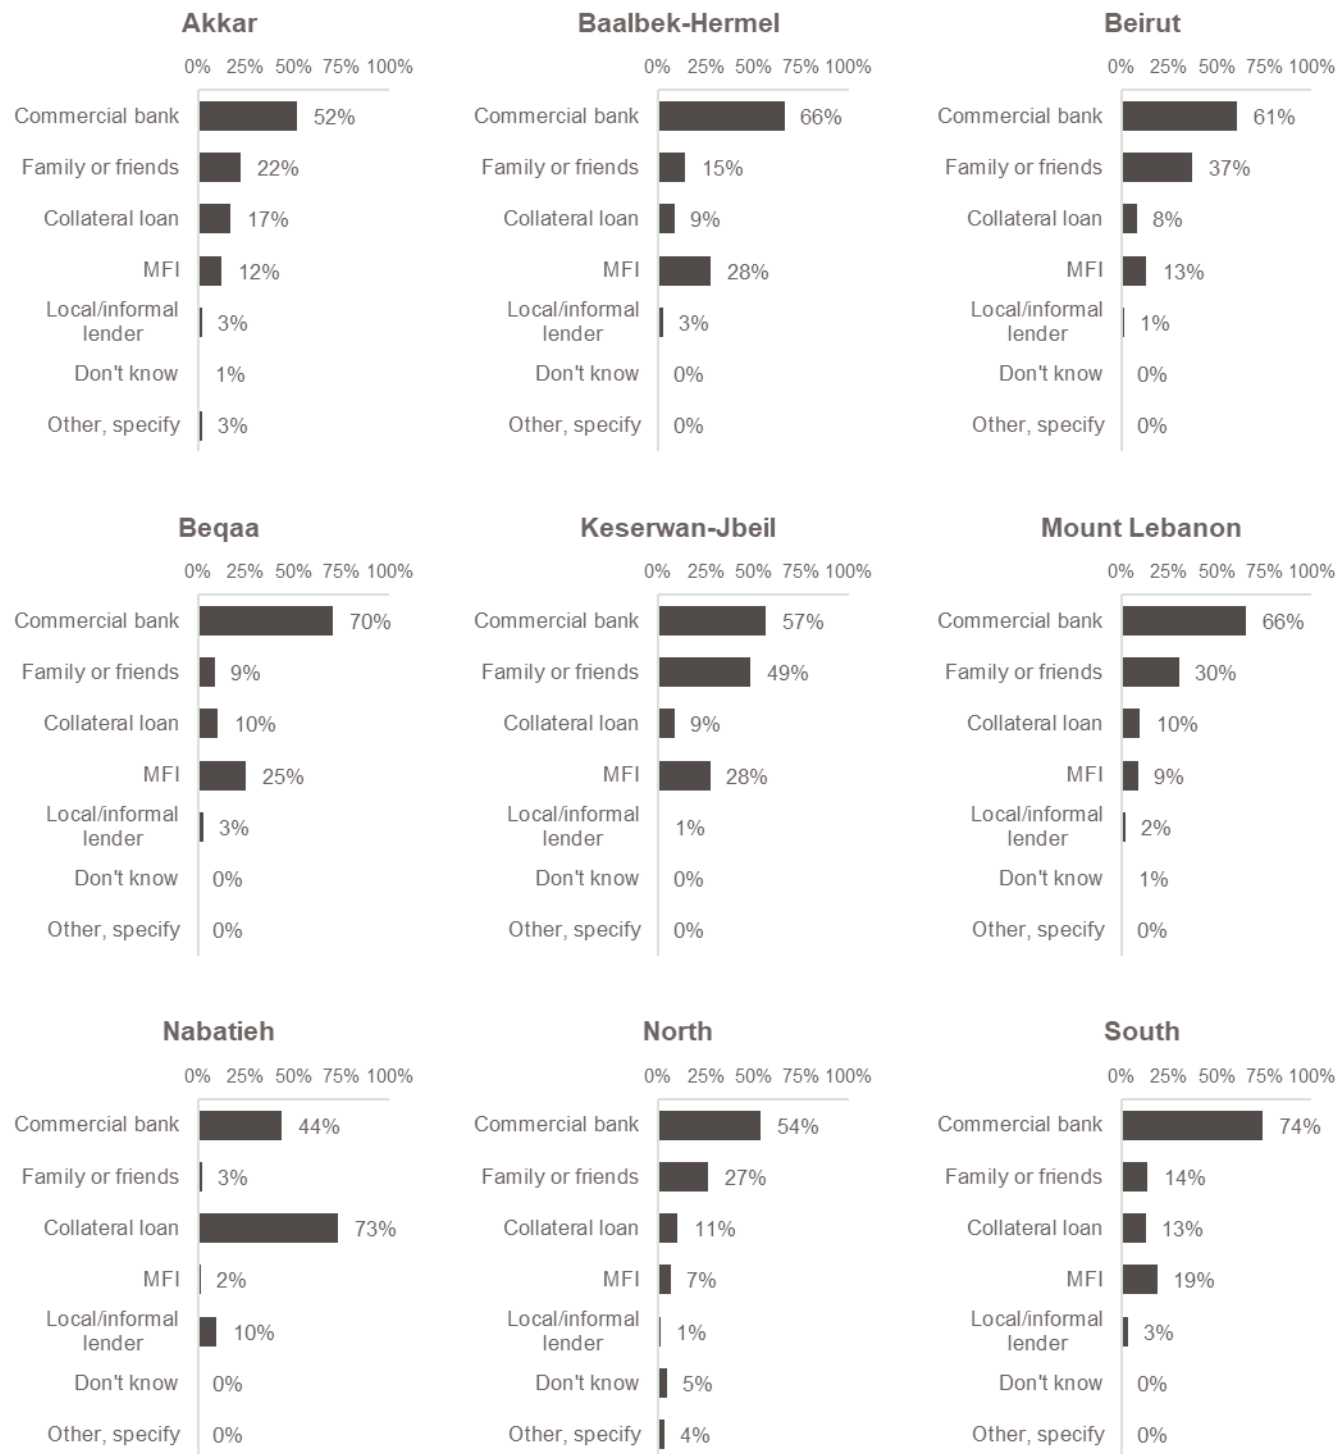 Akkar
0% 25% 50% 75% 100%
Commercial bank 52%
Family or friends 22%
Collateral loan 17%
MFI 12%
Local/informal
lender 3%
Don't know 1%
Other, specify 3%
Baalbek-Hermel
0% 25% 50% 75% 100%
Commercial bank 66%
Family or friends 15%
Collateral loan 9%
MFI 28%
Local/informal
lender 3%
Don't know 0%
Other, specify 0%
Beirut
0% 25% 50% 75% 100%
Commercial bank 61%
Family or friends 37%
Collateral loan 8%
MFI 13%
Local/informal
lender 1%
Don't know 0%
Other, specify 0%
Beqaa
0% 25% 50% 75% 100%
Commercial bank 70%
Family or friends 9%
Collateral loan 10%
MFI 25%
Local/informal
lender 3%
Don't know 0%
Other, specify 0%
Keserwan-Jbeil
0% 25% 50% 75% 100%
Commercial bank 57%
Family or friends 49%
Collateral loan 9%
MFI 28%
Local/informal
lender 1%
Don't know 0%
Other, specify 0%
Mount Lebanon
0% 25% 50% 75% 100%
Commercial bank 66%
Family or friends 30%
Collateral loan 10%
MFI 9%
Local/informal
lender 2%
Don't know 1%
Other, specify 0%
Nabatieh
0% 25% 50% 75% 100%
Commercial bank 44%
Family or friends 3%
Collateral loan 73%
MFI 2%
Local/informal
lender 10%
Don't know 0%
Other, specify 0%
North
0% 25% 50% 75% 100%
Commercial bank 54%
Family or friends 27%
Collateral loan 11%
MFI 7%
Local/informal
lender 1%
Don't know 5%
Other, specify 4%
South
0% 25% 50% 75% 100%
Commercial bank 74%
Family or friends 14%
Collateral loan 13%
MFI 19%
Local/informal
lender 3%
Don't know 0%
Other, specify 0%